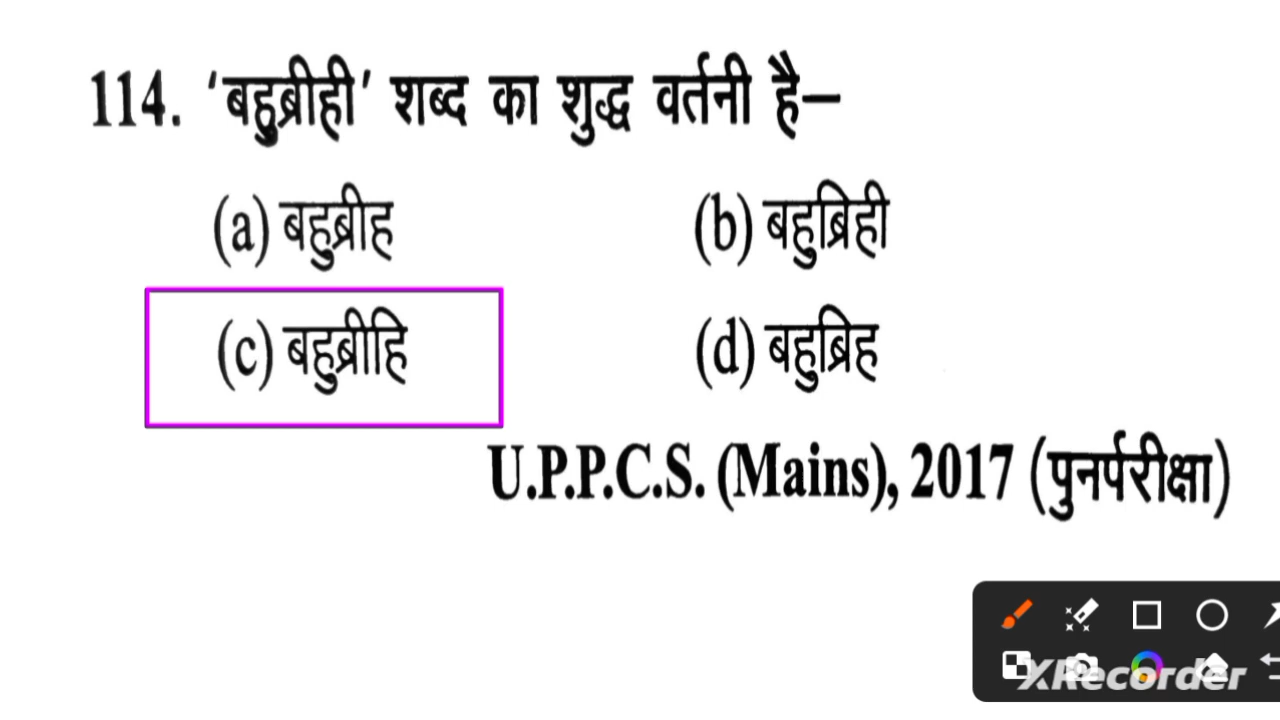 114. 'बहुब्रीही' शब्द का शुद्ध वर्तनी है–
(a) बहुब्रीह (b) बहुब्रिही
(c) बहुब्रीहि (d) बहुब्रिह
U.P.P.C.S. (Mains), 2017 (पुनर्परीक्षा)
XRecorder